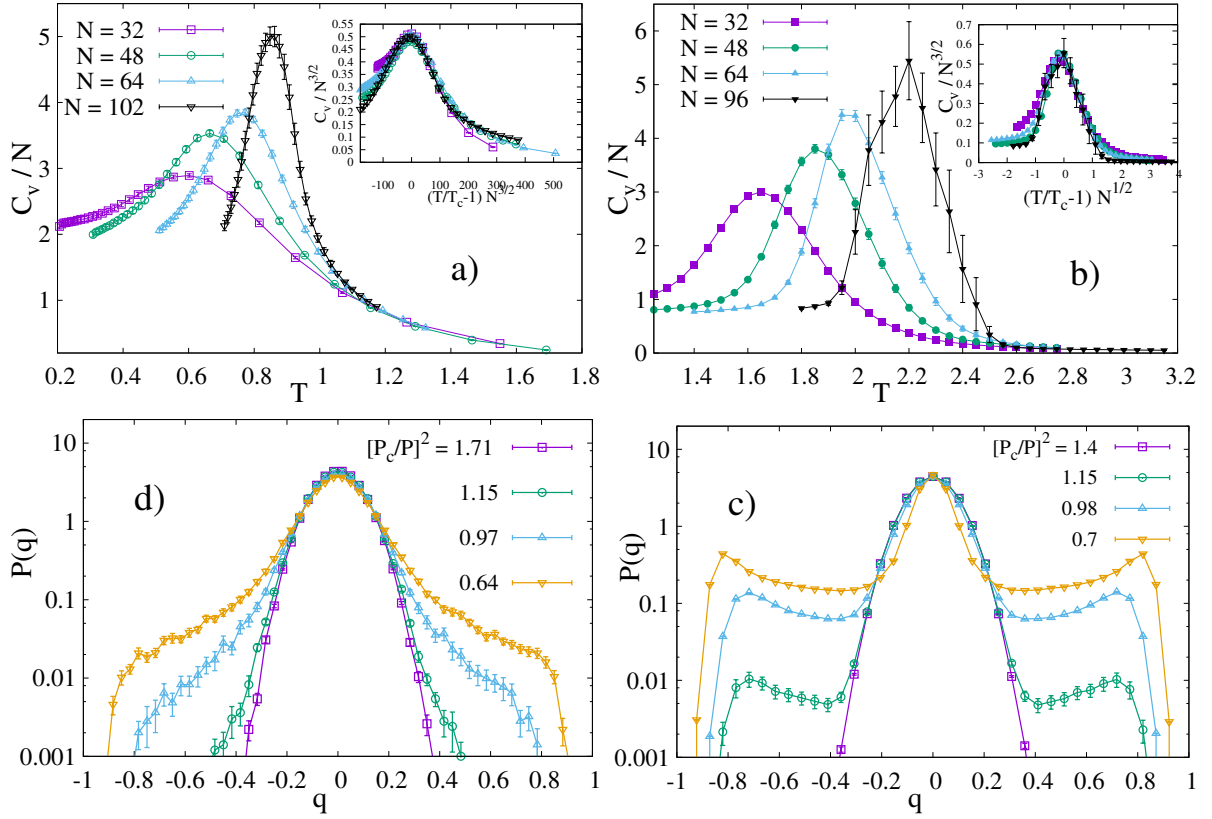 a)
N = 32
N = 48
N = 64
N = 102
C_v / N
5
4
3
2
1
0.2 0.4 0.6 0.8 1 1.2 1.4 1.6 1.8
T
C_v / N^{3/2}
0.5
0.45
0.4
0.35
0.3
0.25
0.2
0.15
0.1
0.05
-100 0 100 200 300 400 500
(T/T_c-1) N^{3/2}
b)
N = 32
N = 48
N = 64
N = 96
C_v / N
6
5
4
3
2
1
0
1.4 1.6 1.8 2 2.2 2.4 2.6 2.8 3 3.2
T
C_v / N^{3/2}
0.7
0.6
0.5
0.4
0.3
0.2
0.1
0
-3 -2 -1 0 1 2 3 4
(T/T_c-1) N^{1/2}
d)
[P_c/P]^2 = 1.71
1.15
0.97
0.64
P(q)
10
1
0.1
0.01
0.001
-1 -0.8 -0.6 -0.4 -0.2 0 0.2 0.4 0.6 0.8 1
q
c)
[P_c/P]^2 = 1.4
1.15
0.98
0.7
P(q)
10
1
0.1
0.01
0.001
-1 -0.8 -0.6 -0.4 -0.2 0 0.2 0.4 0.6 0.8 1
q